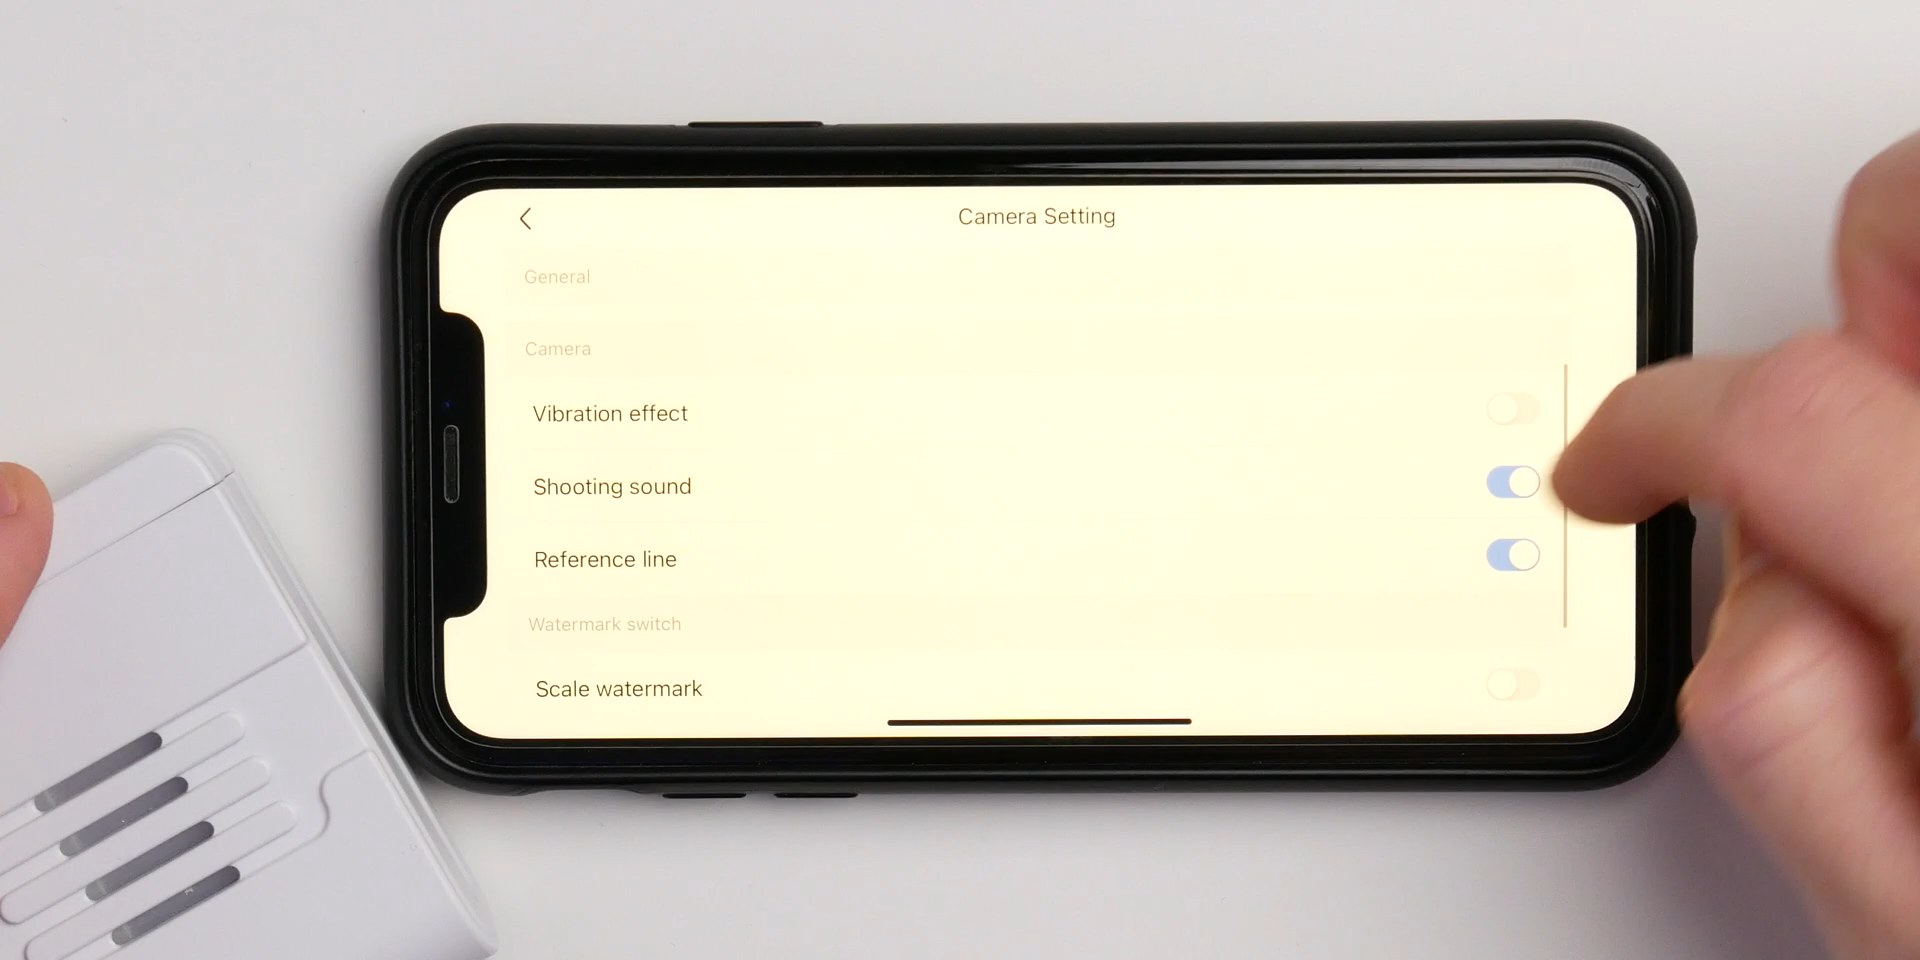 Camera Setting
General
Camera
Vibration effect
Shooting sound
Reference line
Watermark switch
Scale watermark